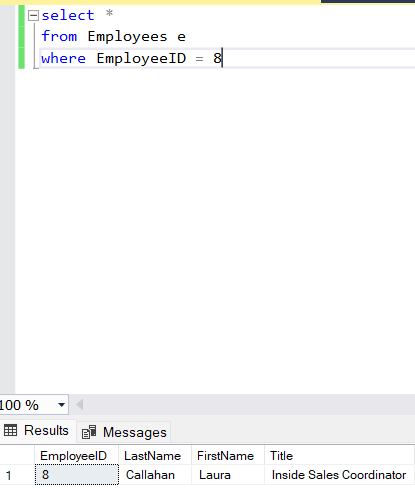 select *
from Employees e
where EmployeeID = 8
100 %
Results Messages
EmployeeID LastName FirstName Title
1 8 Callahan Laura Inside Sales Coordinator